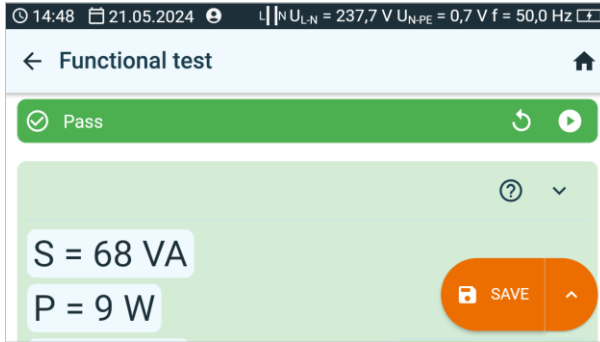 14:48 21.05.2024 L N U L-N = 237,7 V U N-PE = 0,7 V f = 50,0 Hz
Functional test
Pass
S = 68 VA
P = 9 W
SAVE